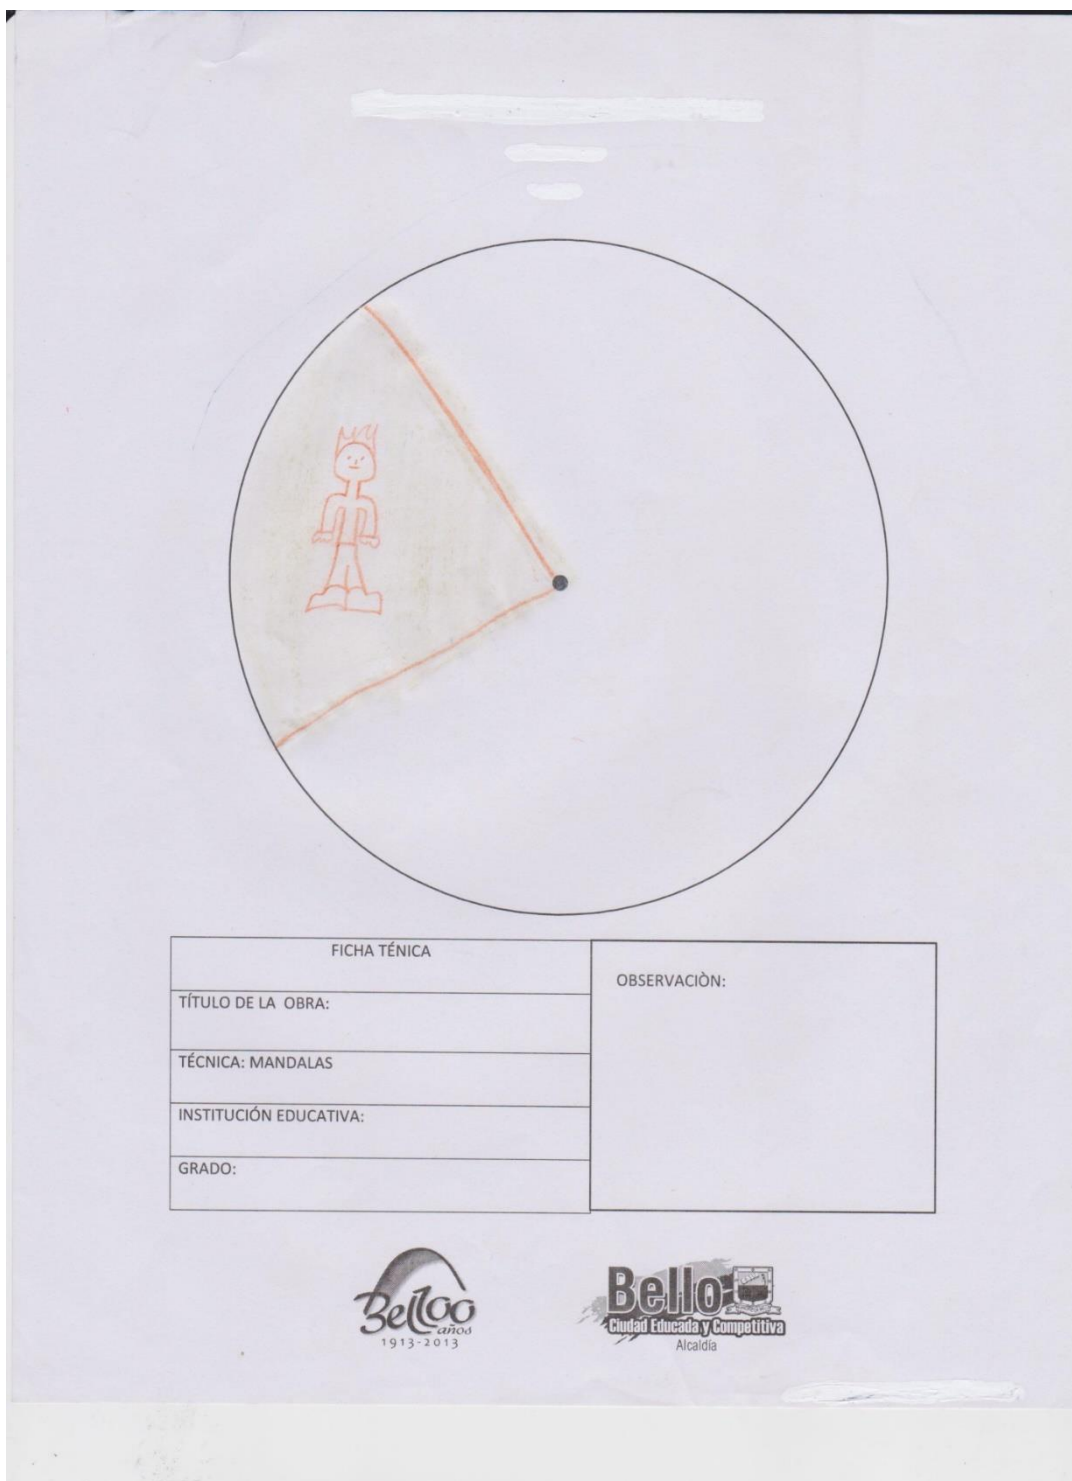 FICHA TÉNICA
TÍTULO DE LA OBRA:
TÉCNICA: MANDALAS
INSTITUCIÓN EDUCATIVA:
GRADO:
OBSERVACIÒN:
Bello100
años
1913-2013
Bello
Ciudad Educada y Competitiva
Alcaldía